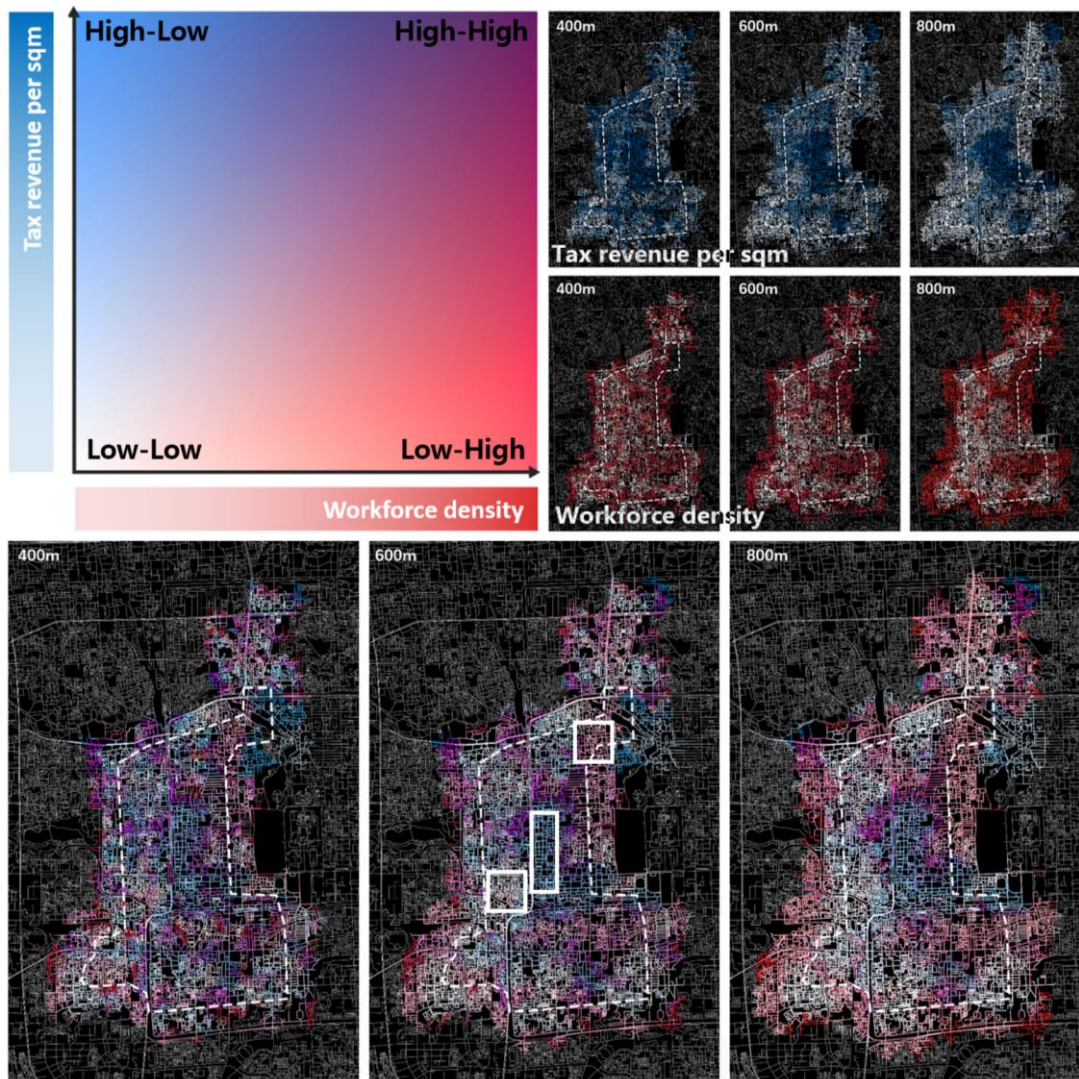 Tax revenue per sqm
High-Low
High-High
Low-Low
Low-High
Workforce density
400m
600m
800m
Tax revenue per sqm
400m
600m
800m
Workforce density
400m
600m
800m